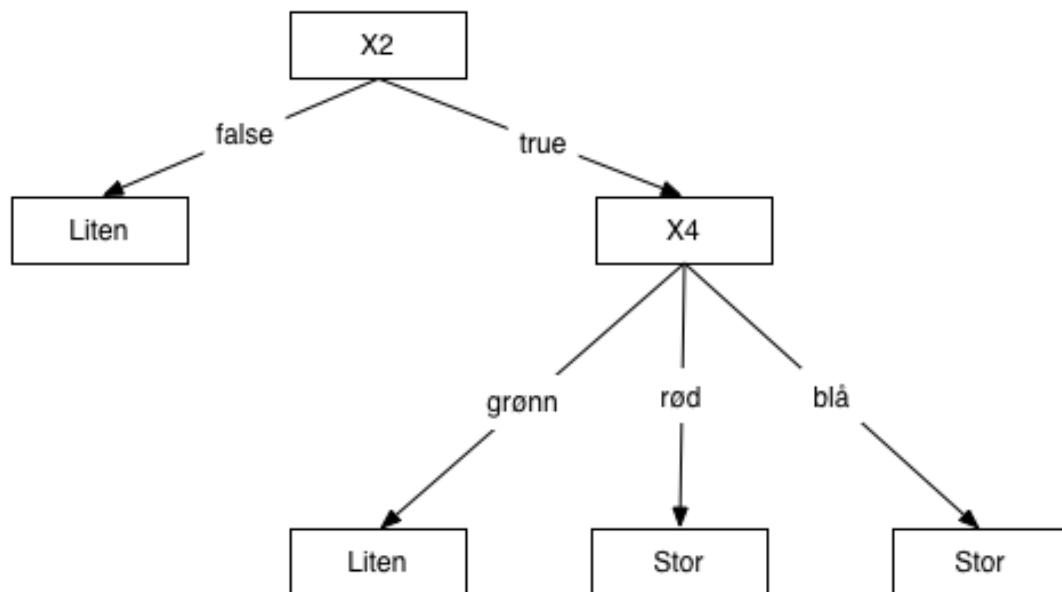 X2
false
true
Liten
X4
grønn
rød
blå
Liten
Stor
Stor